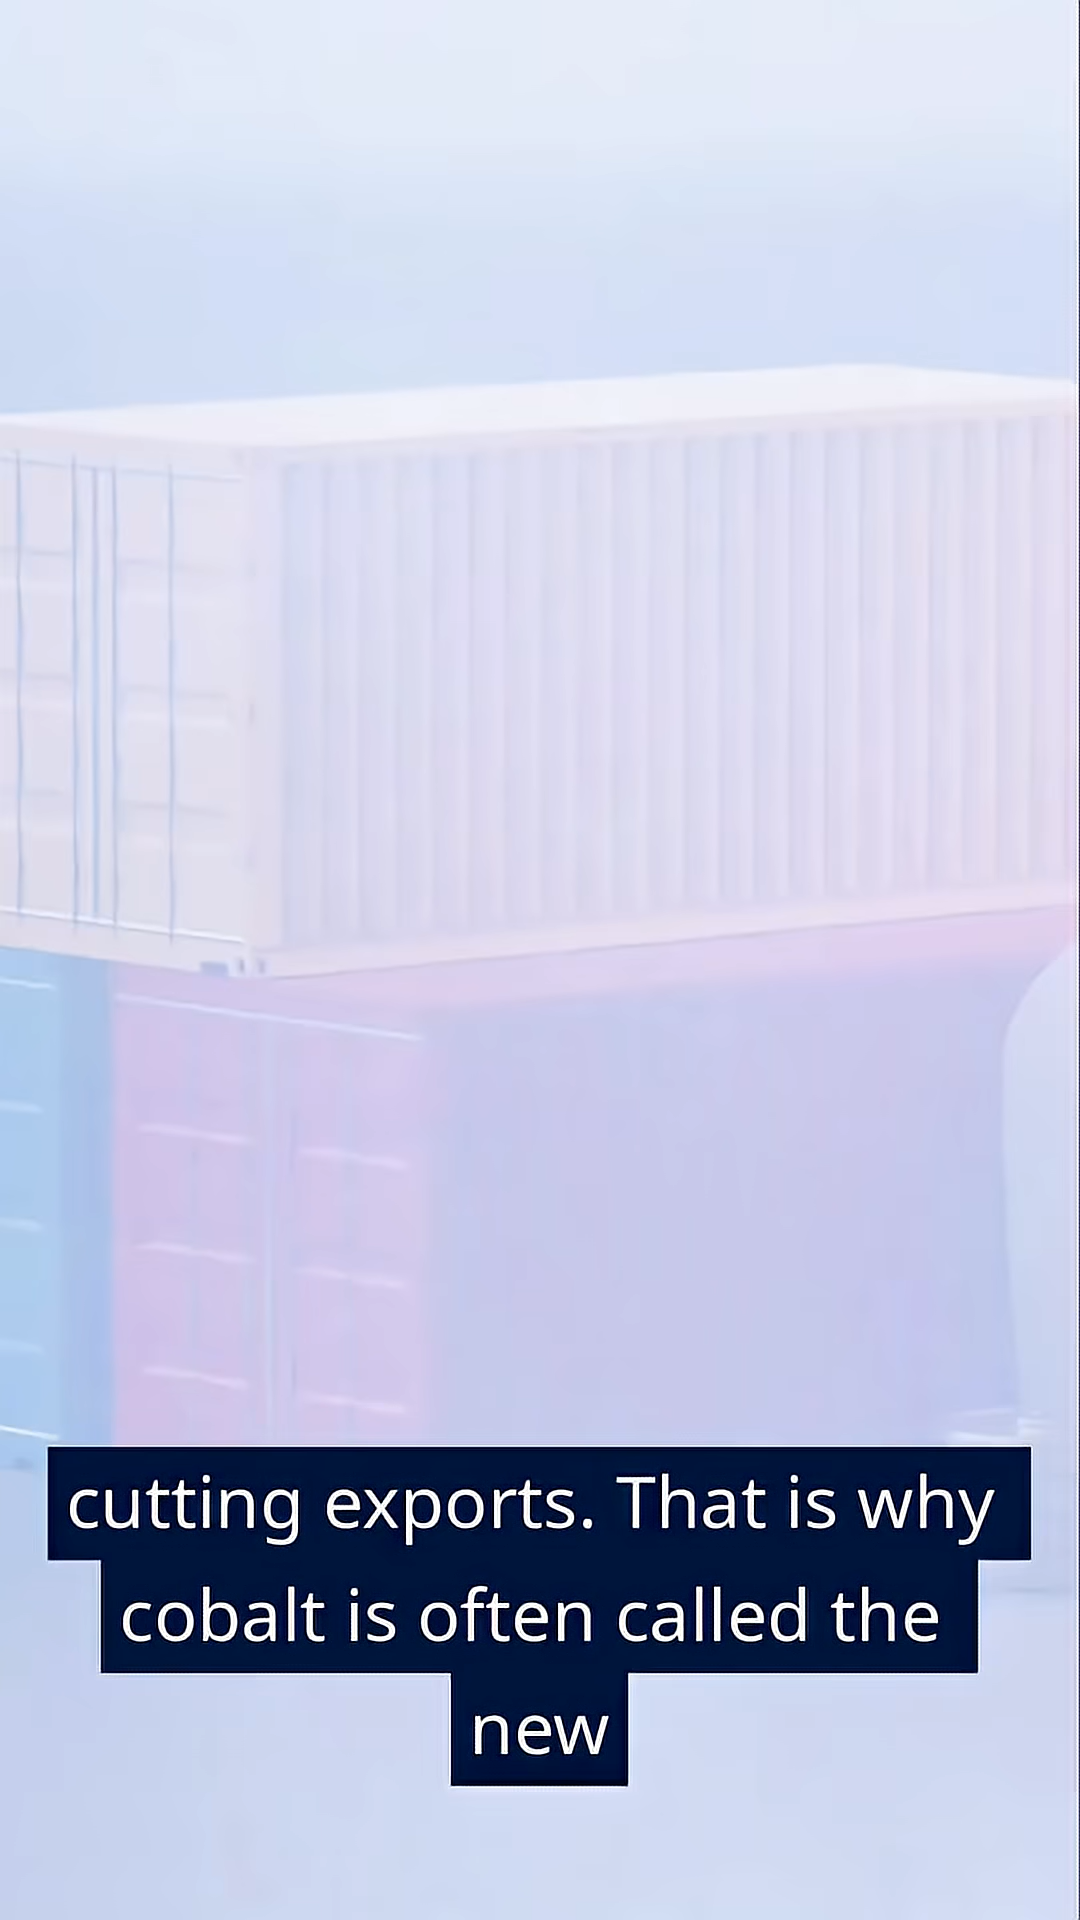 cutting exports. That is why
cobalt is often called the
new